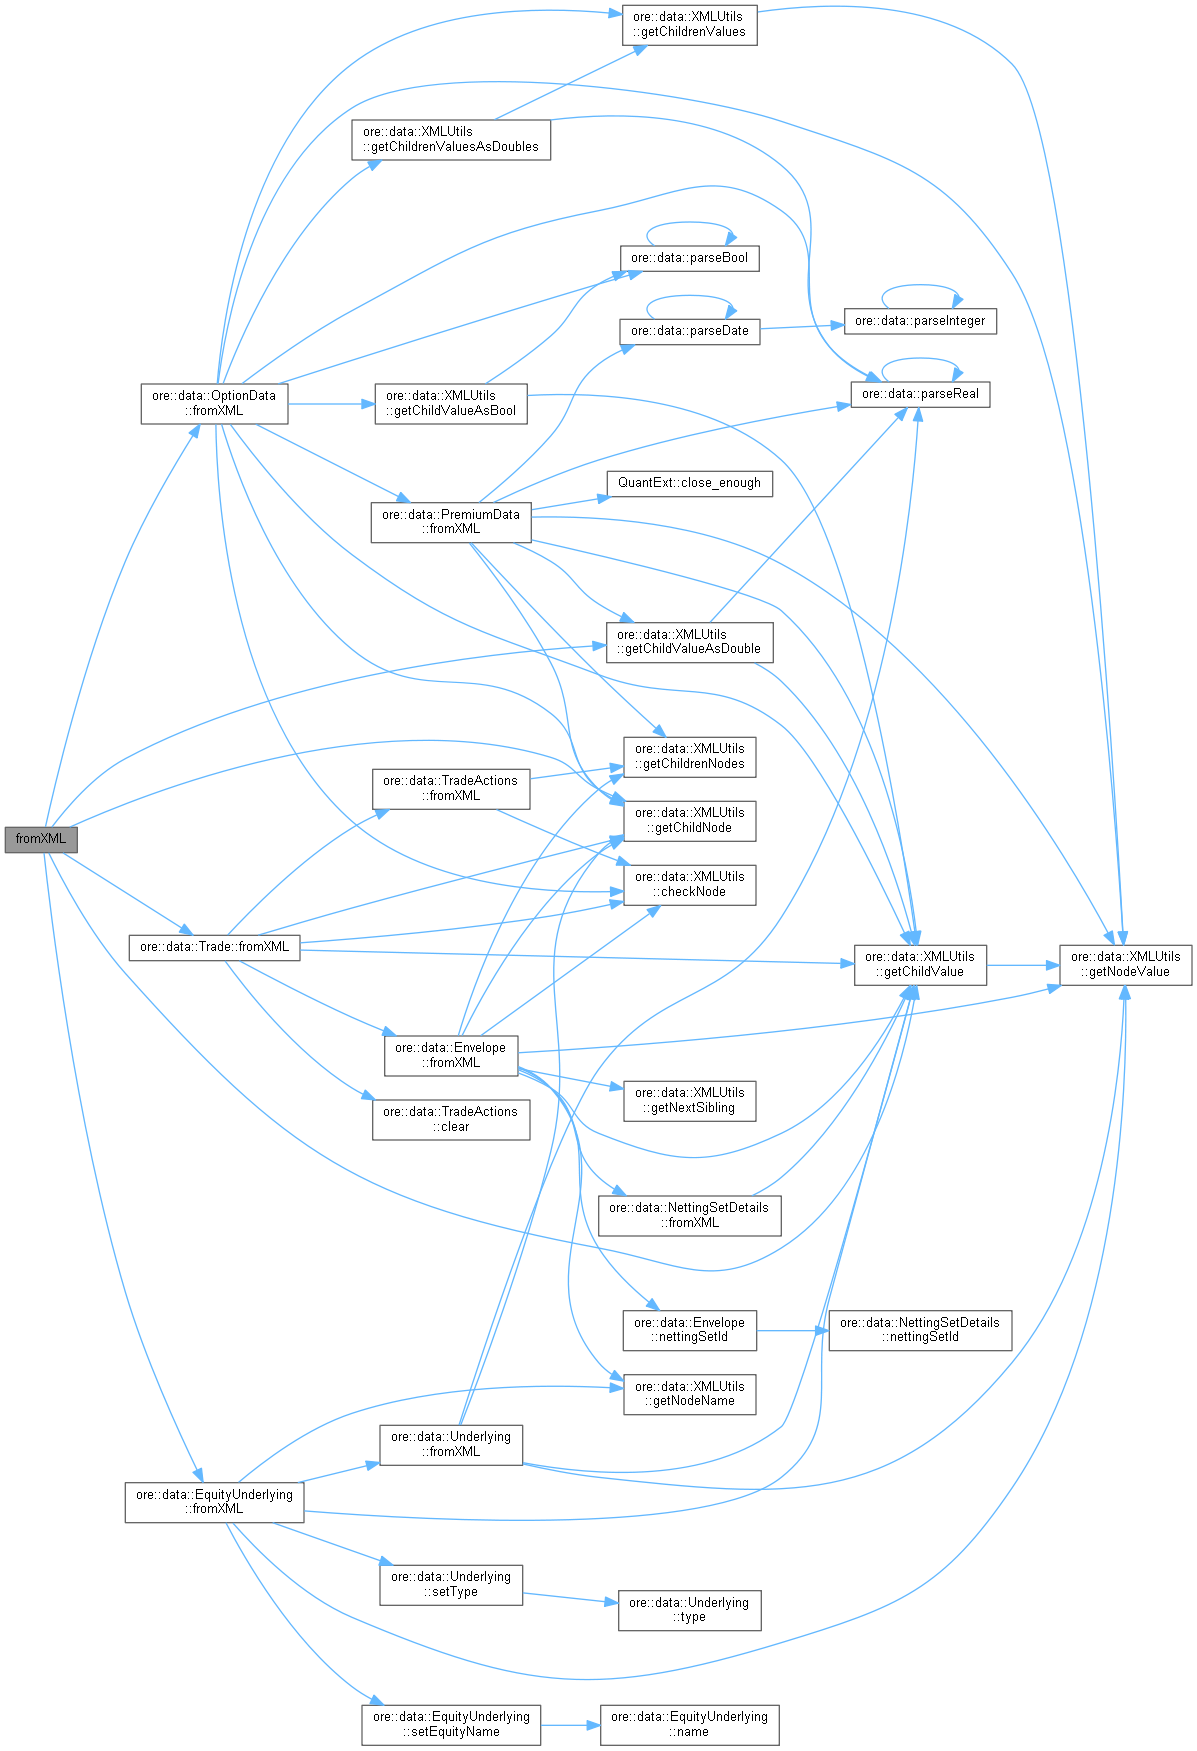 ore::data::XMLUtils
::getChildrenValues
ore::data::XMLUtils
::getChildrenValuesAsDoubles
ore::data::parseBool
ore::data::parseDate
ore::data::parseInteger
ore::data::OptionData
::fromXML
ore::data::XMLUtils
::getChildValueAsBool
ore::data::parseReal
QuantExt::close_enough
ore::data::PremiumData
::fromXML
ore::data::XMLUtils
::getChildValueAsDouble
ore::data::XMLUtils
::getChildrenNodes
ore::data::TradeActions
::fromXML
ore::data::XMLUtils
::getChildNode
fromXML
ore::data::XMLUtils
::checkNode
ore::data::Trade::fromXML
ore::data::XMLUtils
::getChildValue
ore::data::XMLUtils
::getNodeValue
ore::data::Envelope
::fromXML
ore::data::XMLUtils
::getNextSibling
ore::data::TradeActions
::clear
ore::data::NettingSetDetails
::fromXML
ore::data::Envelope
::nettingSetId
ore::data::NettingSetDetails
::nettingSetId
ore::data::XMLUtils
::getNodeName
ore::data::Underlying
::fromXML
ore::data::EquityUnderlying
::fromXML
ore::data::Underlying
::setType
ore::data::Underlying
::type
ore::data::EquityUnderlying
::setEquityName
ore::data::EquityUnderlying
::name